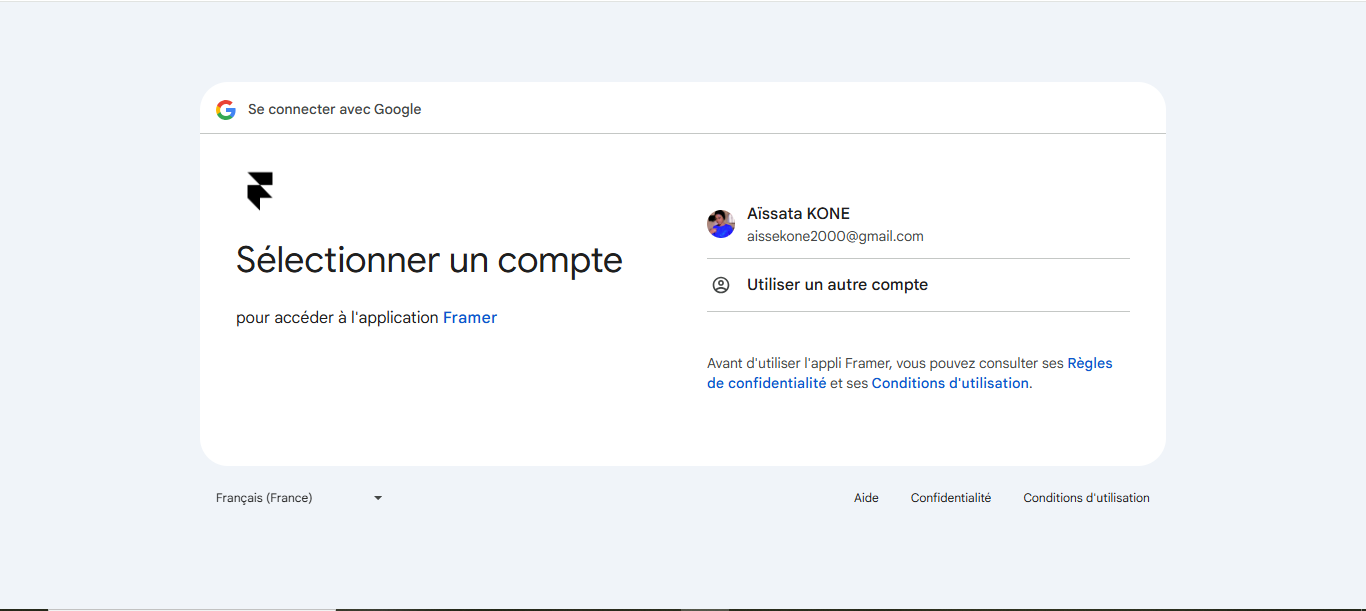 Se connecter avec Google
Sélectionner un compte
pour accéder à l'application Framer
Aïssata KONE
aissekone2000@gmail.com
Utiliser un autre compte
Avant d'utiliser l'appli Framer, vous pouvez consulter ses Règles
de confidentialité et ses Conditions d'utilisation.
Français (France)
Aide
Confidentialité
Conditions d'utilisation